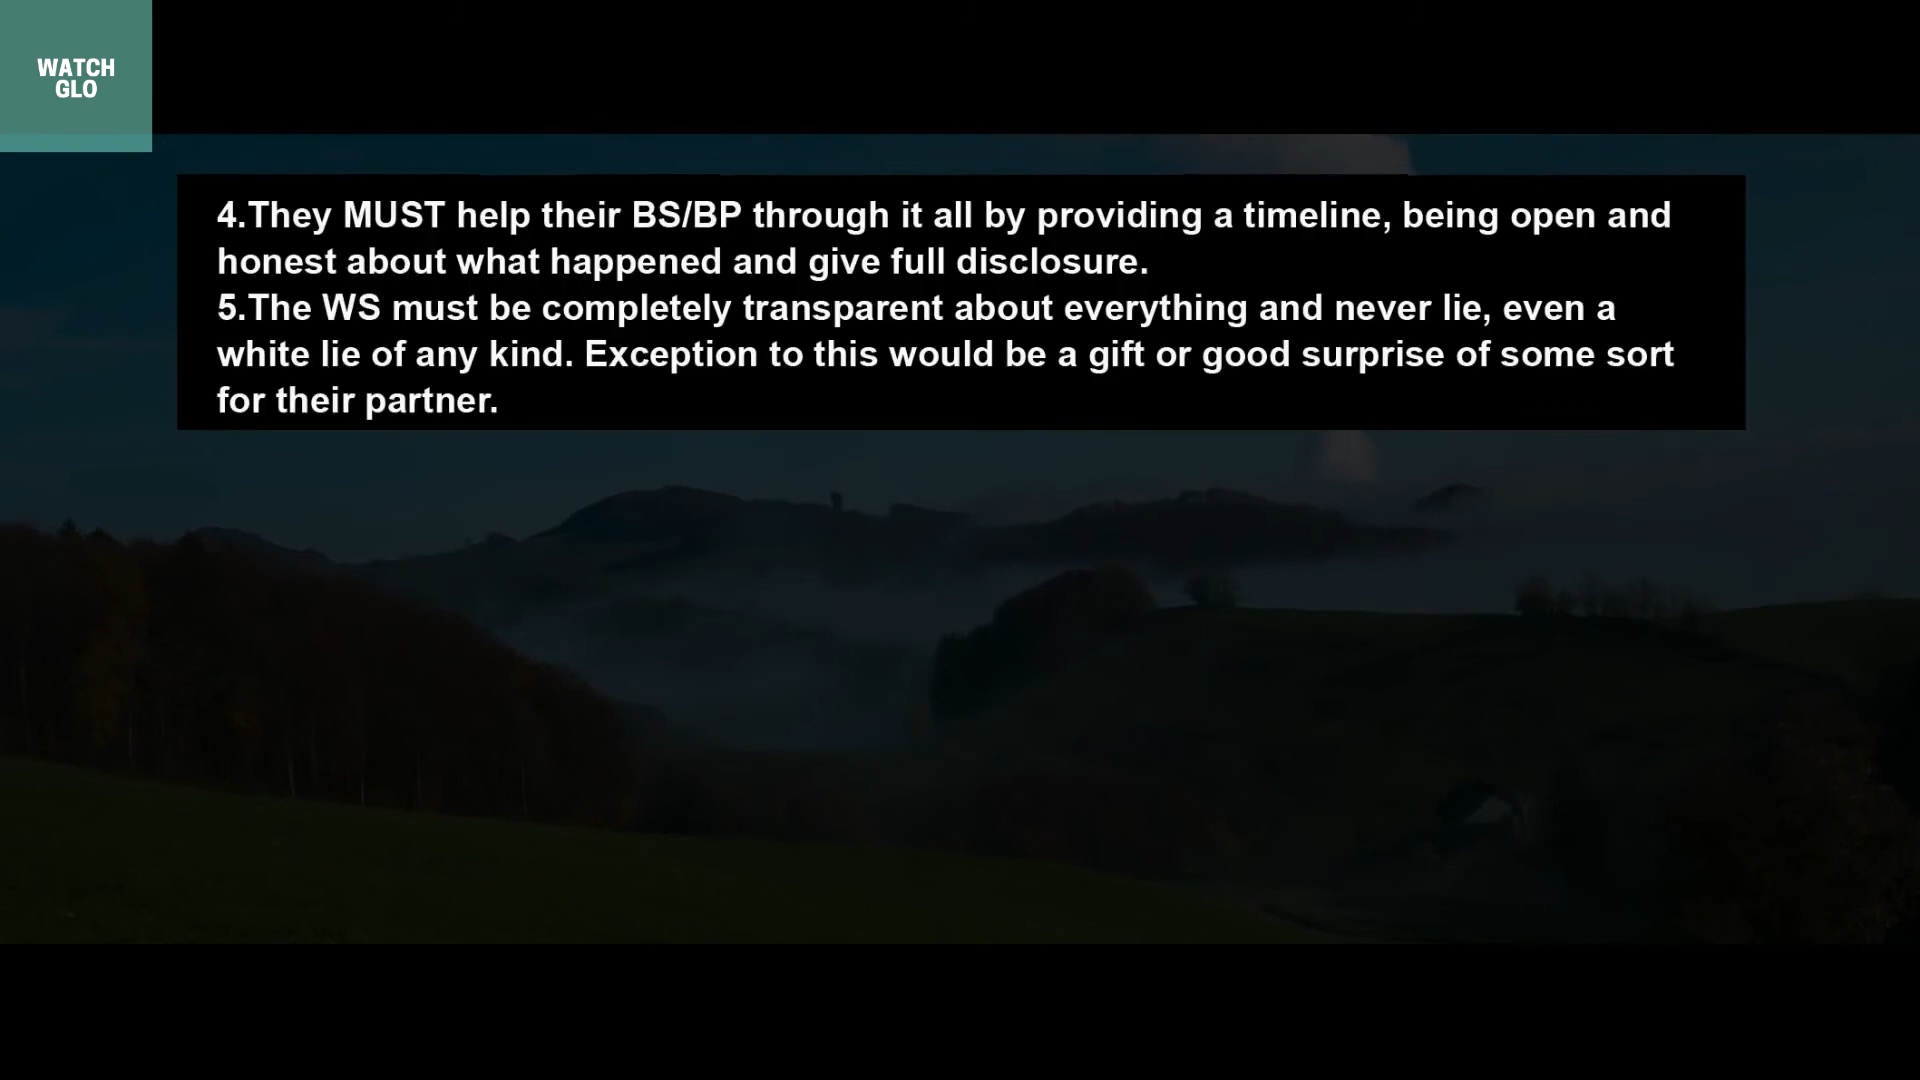 WATCH
GLO
4.They MUST help their BS/BP through it all by providing a timeline, being open and
honest about what happened and give full disclosure.
5.The WS must be completely transparent about everything and never lie, even a
white lie of any kind. Exception to this would be a gift or good surprise of some sort
for their partner.